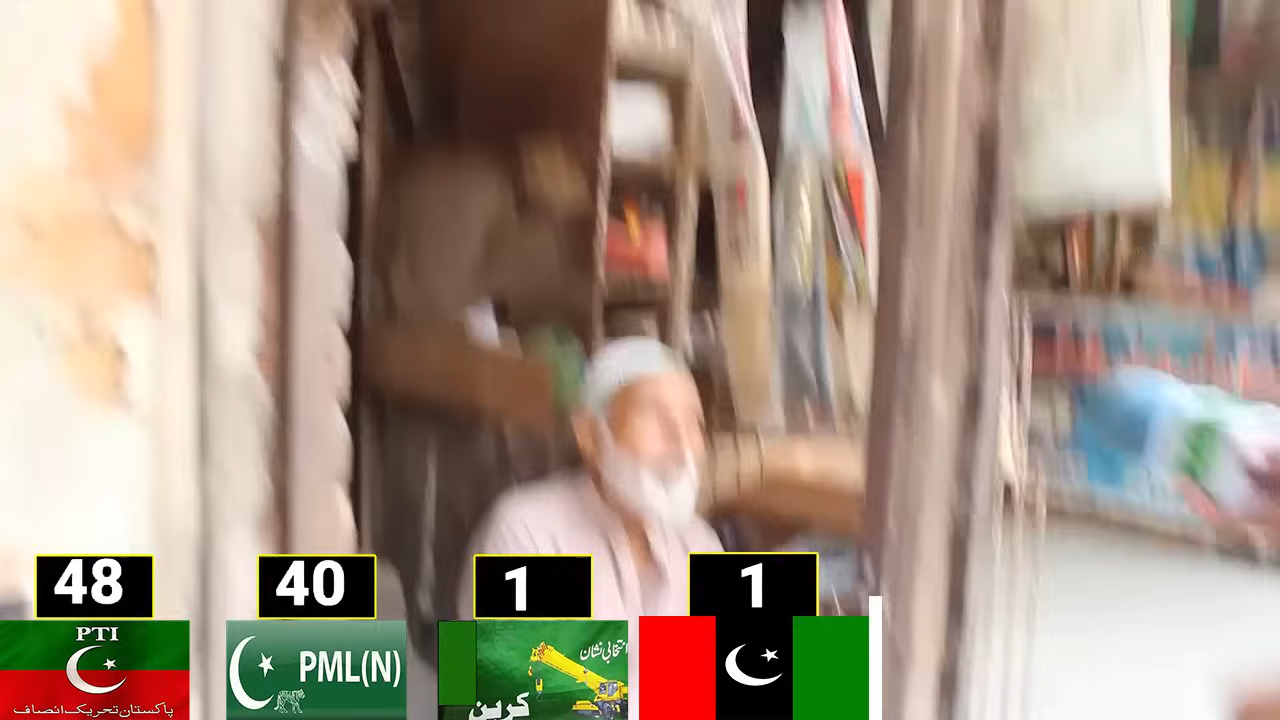 48
40
1
1
PTI
پاکستان تحریک انصاف
PML(N)
انتخابی نشان
کرین